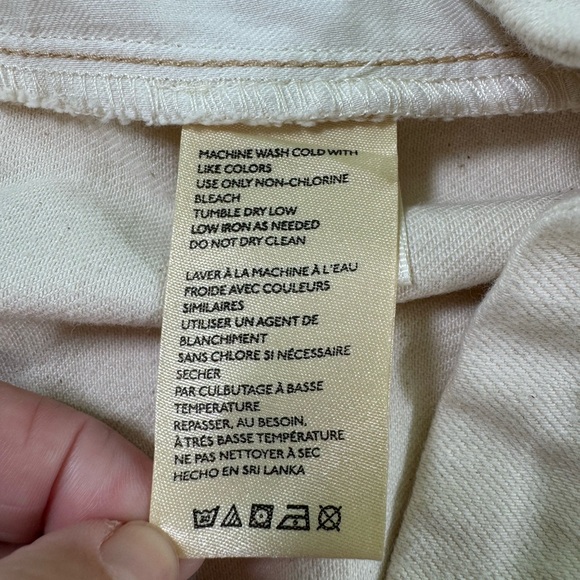 MACHINE WASH COLD WITH
LIKE COLORS
USE ONLY NON-CHLORINE
BLEACH
TUMBLE DRY LOW
LOW IRON AS NEEDED
DO NOT DRY CLEAN
LAVER À LA MACHINE À L'EAU
FROIDE AVEC COULEURS
SIMILAIRES
UTILISER UN AGENT DE
BLANCHIMENT
SANS CHLORE SI NÉCESSAIRE
SECHER
PAR CULBUTAGE À BASSE
TEMPERATURE
REPASSER, AU BESOIN,
À TRÈS BASSE TEMPÉRATURE
NE PAS NETTOYER À SEC
HECHO EN SRI LANKA